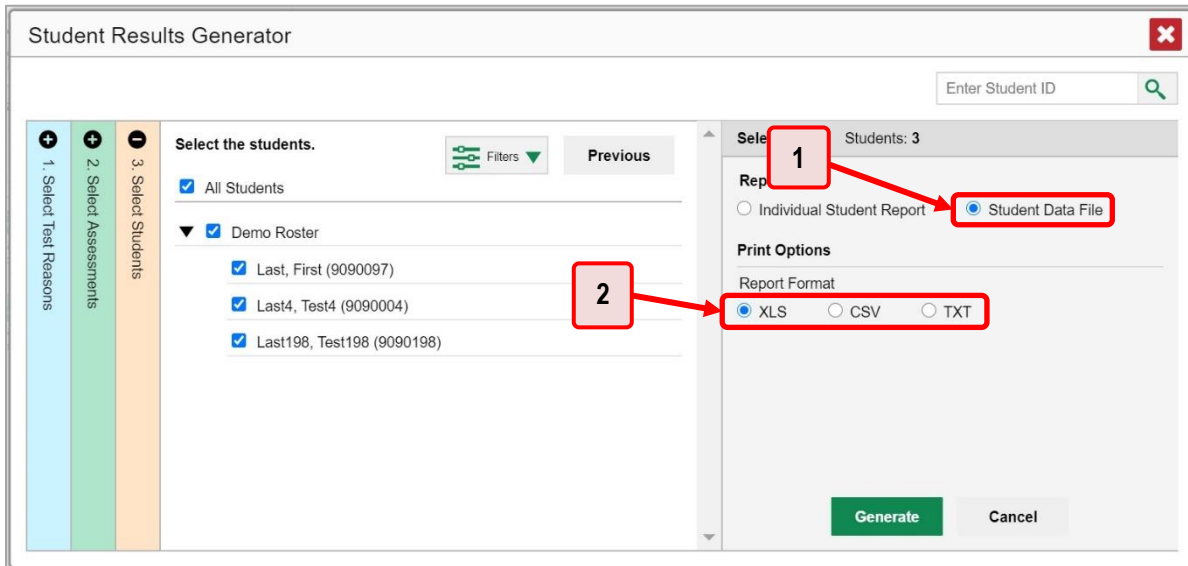 Student Results Generator
Enter Student ID
1. Select Test Reasons
2. Select Assessments
3. Select Students
Select the students.
Filters
Previous
All Students
Demo Roster
Last, First (9090097)
Last4, Test4 (9090004)
Last198, Test198 (9090198)
Sele
Students: 3
1
Rep
Individual Student Report
Student Data File
Print Options
2
Report Format
XLS CSV TXT
Generate
Cancel